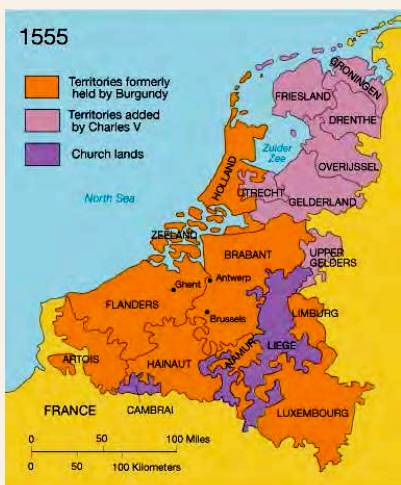 1555
Territories formerly
held by Burgundy
Territories added
by Charles V
Church lands
GRONINGEN
FRIESLAND
DRENTHE
Zuider
Zee
OVERIJSSEL
HOLLAND
North Sea
UTRECHT
GELDERLAND
ZEELAND
BRABANT
UPPER
GELDERS
Ghent
Antwerp
FLANDERS
Brussels
LIMBURG
NAMUR
LIEGE
ARTOIS
HAINAUT
FRANCE
CAMBRAI
LUXEMBOURG
0 50 100 Miles
0 50 100 Kilometers